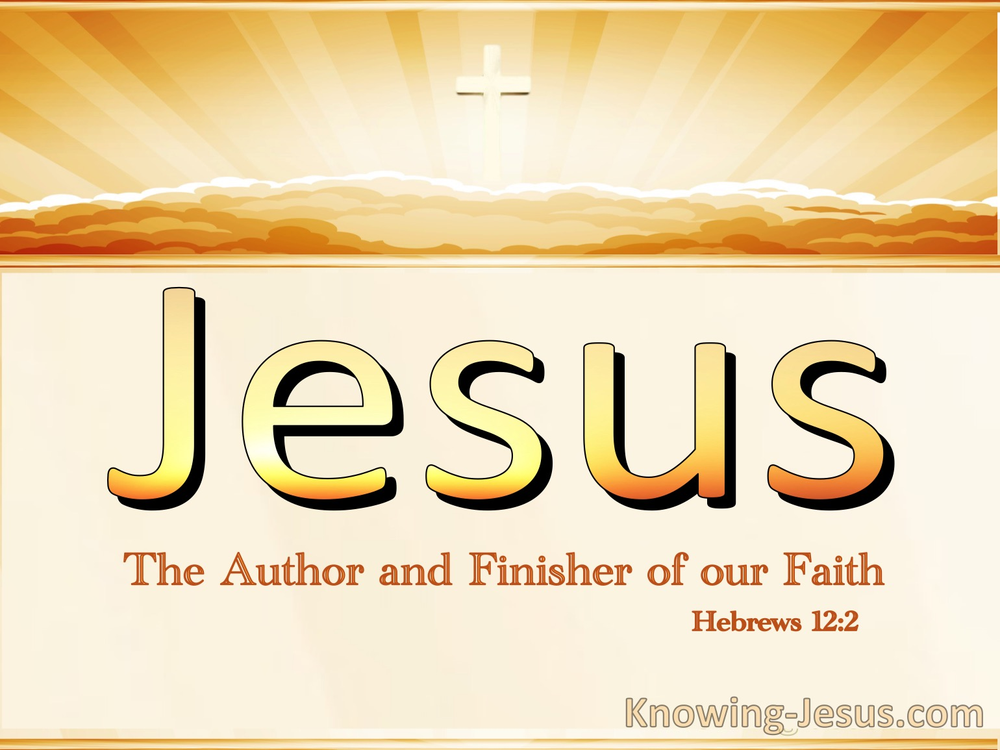 Jesus
The Author and Finisher of our Faith
Hebrews 12:2
Knowing-Jesus.com